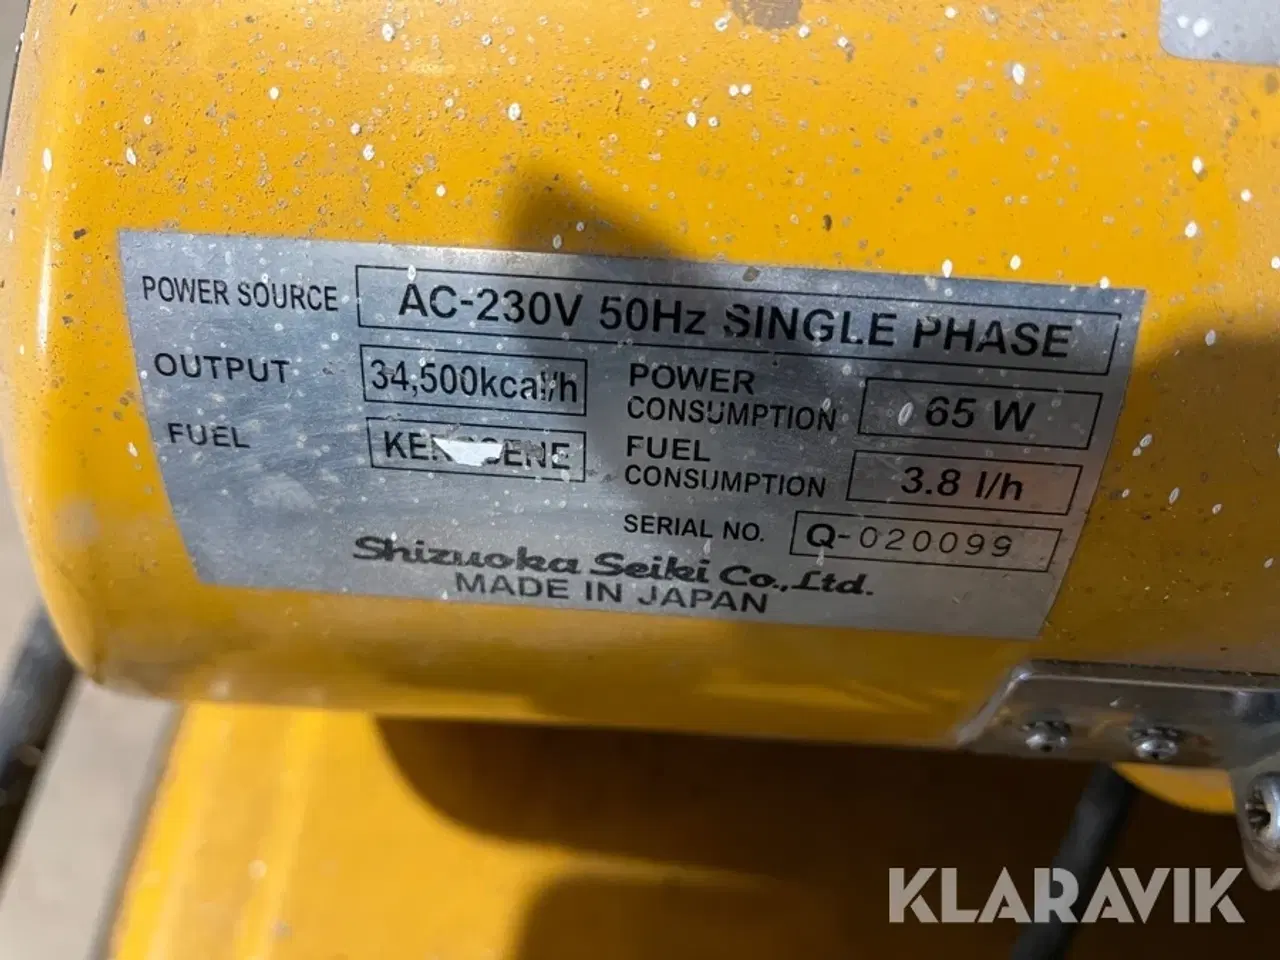 POWER SOURCE AC-230V 50Hz SINGLE PHASE
OUTPUT 34,500kcal/h
POWER CONSUMPTION 65 W
FUEL
FUEL CONSUMPTION 3.8 l/h
SERIAL NO. Q-020099
Shizuoka Seiki Co.,Ltd.
MADE IN JAPAN
KLARAVIK